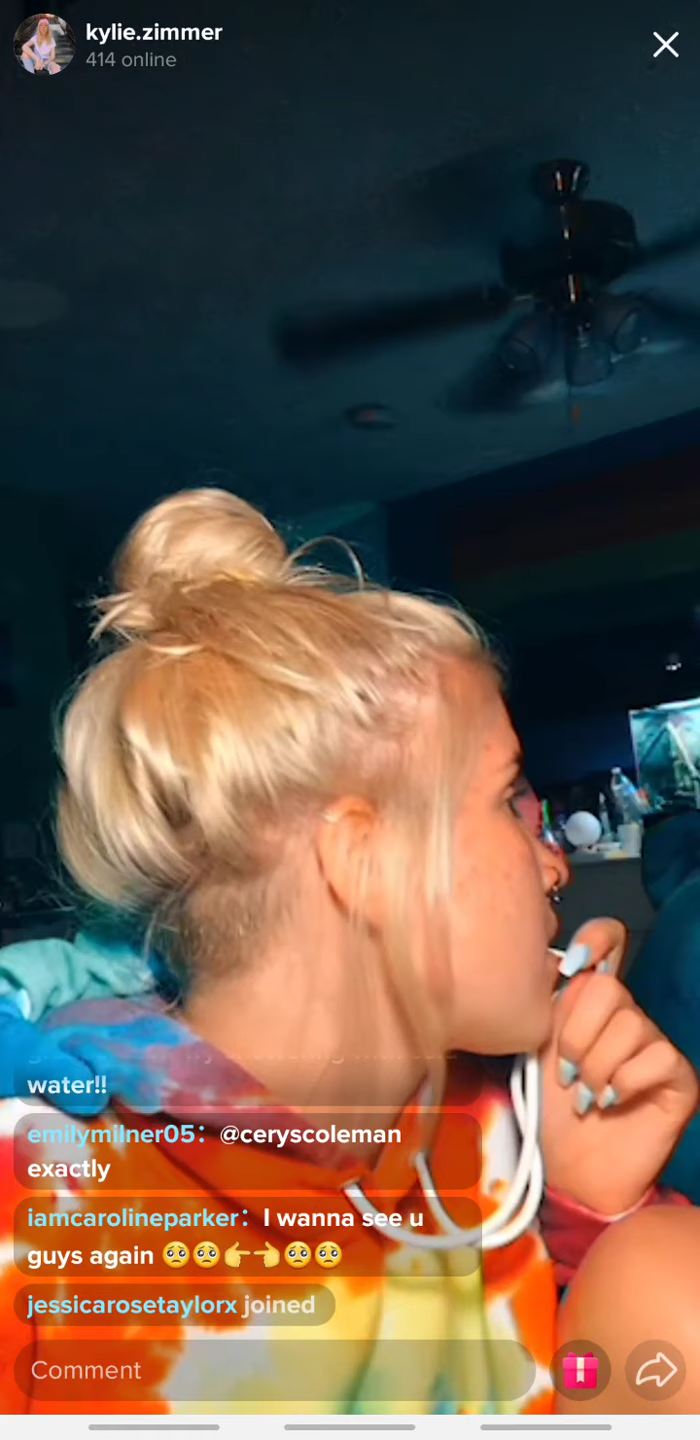 kylie.zimmer
414 online
water!!
emilymilner05: @ceryscoleman
exactly
iamcarolineparker: I wanna see u
guys again 🥺🥺👉👈🥺🥺
jessicarosetaylorx joined
Comment